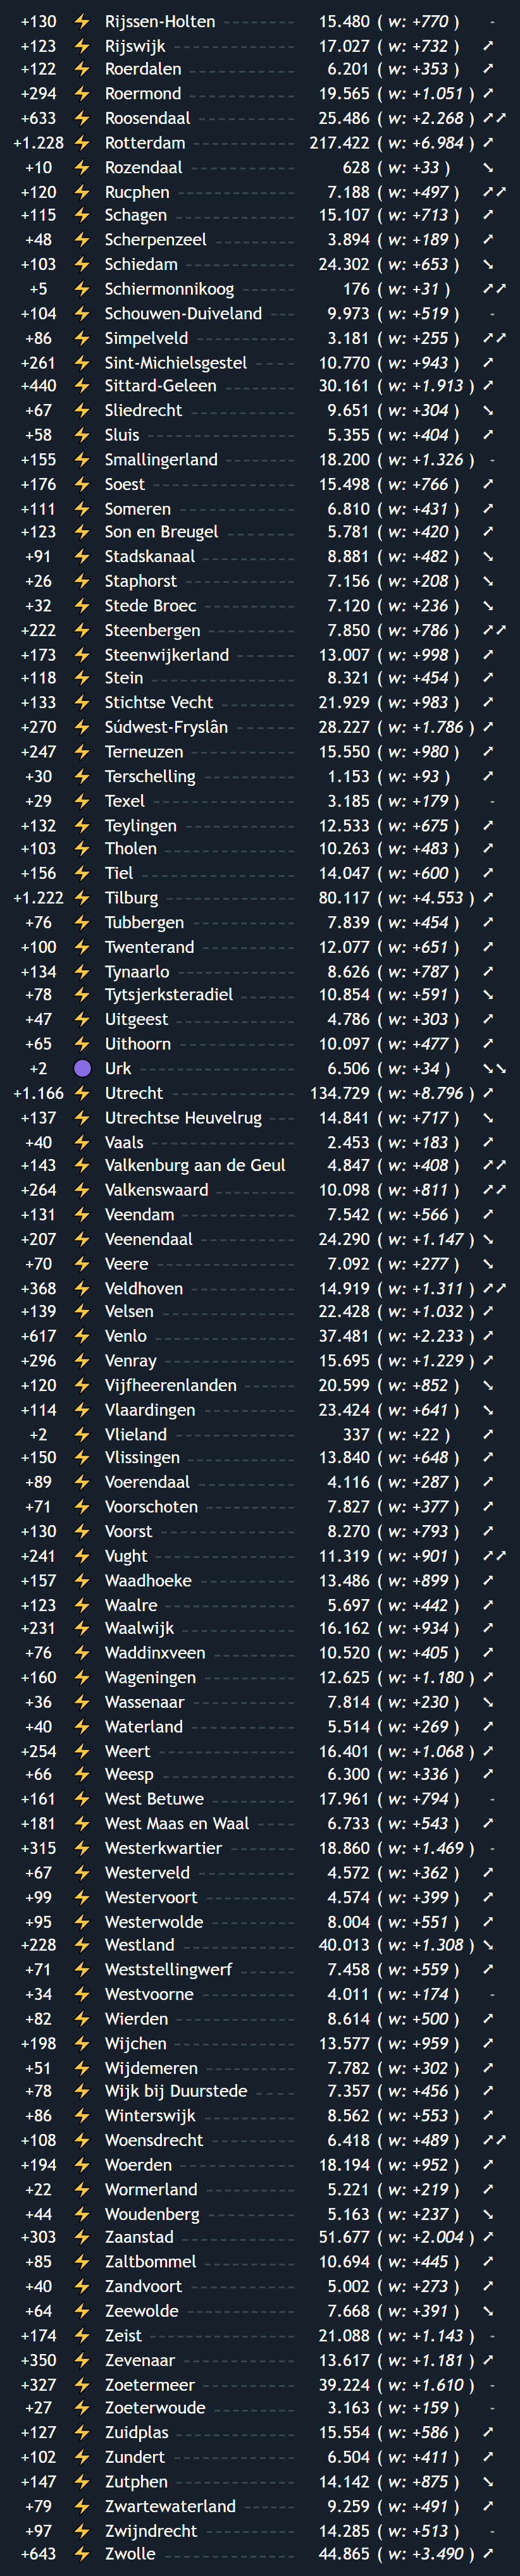 +130 ⚡ Rijssen-Holten ---------- 15.480 ( w: +770 ) -
+123 ⚡ Rijswijk ---------------- 17.027 ( w: +732 ) ➚
+122 ⚡ Roerdalen -------------- 6.201 ( w: +353 ) ➚
+294 ⚡ Roermond -------------- 19.565 ( w: +1.051 ) ➚
+633 ⚡ Roosendaal ------------- 25.486 ( w: +2.268 ) ➚➚
+1.228 ⚡ Rotterdam -------------- 217.422 ( w: +6.984 ) ➚
+10 ⚡ Rozendaal -------------- 628 ( w: +33 ) ➘
+120 ⚡ Rucphen ---------------- 7.188 ( w: +497 ) ➚➚
+115 ⚡ Schagen ---------------- 15.107 ( w: +713 ) ➚
+48 ⚡ Scherpenzeel ----------- 3.894 ( w: +189 ) ➚
+103 ⚡ Schiedam --------------- 24.302 ( w: +653 ) ➘
+5 ⚡ Schiermonnikoog ------- 176 ( w: +31 ) ➚➚
+104 ⚡ Schouwen-Duiveland --- 9.973 ( w: +519 ) -
+86 ⚡ Simpelveld ------------- 3.181 ( w: +255 ) ➚➚
+261 ⚡ Sint-Michielsgestel ----- 10.770 ( w: +943 ) ➚
+440 ⚡ Sittard-Geleen ---------- 30.161 ( w: +1.913 ) ➚
+67 ⚡ Sliedrecht -------------- 9.651 ( w: +304 ) ➘
+58 ⚡ Sluis -------------------- 5.355 ( w: +404 ) ➚
+155 ⚡ Smallingerland ---------- 18.200 ( w: +1.326 ) -
+176 ⚡ Soest ------------------- 15.498 ( w: +766 ) ➚
+111 ⚡ Someren ---------------- 6.810 ( w: +431 ) ➚
+123 ⚡ Son en Breugel ---------- 5.781 ( w: +420 ) ➚
+91 ⚡ Stadskanaal ------------- 8.881 ( w: +482 ) ➘
+26 ⚡ Staphorst --------------- 7.156 ( w: +208 ) ➘
+32 ⚡ Stede Broec ------------- 7.120 ( w: +236 ) ➘
+222 ⚡ Steenbergen ------------ 7.850 ( w: +786 ) ➚➚
+173 ⚡ Steenwijkerland -------- 13.007 ( w: +998 ) ➚
+118 ⚡ Stein ------------------- 8.321 ( w: +454 ) ➚
+133 ⚡ Stichtse Vecht ---------- 21.929 ( w: +983 ) ➚
+270 ⚡ Súdwest-Fryslân -------- 28.227 ( w: +1.786 ) ➚
+247 ⚡ Terneuzen -------------- 15.550 ( w: +980 ) ➚
+30 ⚡ Terschelling ------------ 1.153 ( w: +93 ) ➚
+29 ⚡ Texel ------------------- 3.185 ( w: +179 ) -
+132 ⚡ Teylingen --------------- 12.533 ( w: +675 ) ➚
+103 ⚡ Tholen ----------------- 10.263 ( w: +483 ) ➚
+156 ⚡ Tiel --------------------- 14.047 ( w: +600 ) ➚
+1.222 ⚡ Tilburg ----------------- 80.117 ( w: +4.553 ) ➚
+76 ⚡ Tubbergen -------------- 7.839 ( w: +454 ) ➚
+100 ⚡ Twenterand ------------- 12.077 ( w: +651 ) ➚
+134 ⚡ Tynaarlo --------------- 8.626 ( w: +787 ) ➚
+78 ⚡ Tytsjerksteradiel ------- 10.854 ( w: +591 ) ➘
+47 ⚡ Uitgeest ---------------- 4.786 ( w: +303 ) ➚
+65 ⚡ Uithoorn --------------- 10.097 ( w: +477 ) ➚
+2 🟣 Urk --------------------- 6.506 ( w: +34 ) ➘➘
+1.166 ⚡ Utrecht ----------------- 134.729 ( w: +8.796 ) ➚
+137 ⚡ Utrechtse Heuvelrug --- 14.841 ( w: +717 ) ➘
+40 ⚡ Vaals ------------------- 2.453 ( w: +183 ) ➚
+143 ⚡ Valkenburg aan de Geul 4.847 ( w: +408 ) ➚➚
+264 ⚡ Valkenswaard ---------- 10.098 ( w: +811 ) ➚➚
+131 ⚡ Veendam --------------- 7.542 ( w: +566 ) ➚
+207 ⚡ Veenendaal ------------ 24.290 ( w: +1.147 ) ➘
+70 ⚡ Veere ------------------- 7.092 ( w: +277 ) ➘
+368 ⚡ Veldhoven -------------- 14.919 ( w: +1.311 ) ➚➚
+139 ⚡ Velsen ------------------ 22.428 ( w: +1.032 ) ➚
+617 ⚡ Venlo ------------------- 37.481 ( w: +2.233 ) ➚
+296 ⚡ Venray ----------------- 15.695 ( w: +1.229 ) ➚
+120 ⚡ Vijfheerenlanden ------- 20.599 ( w: +852 ) ➘
+114 ⚡ Vlaardingen ------------ 23.424 ( w: +641 ) ➘
+2 ⚡ Vlieland ---------------- 337 ( w: +22 ) ➚
+150 ⚡ Vlissingen -------------- 13.840 ( w: +648 ) ➚
+89 ⚡ Voerendaal ------------- 4.116 ( w: +287 ) ➚
+71 ⚡ Voorschoten ------------ 7.827 ( w: +377 ) ➚
+130 ⚡ Voorst ------------------ 8.270 ( w: +793 ) ➚
+241 ⚡ Vught ------------------ 11.319 ( w: +901 ) ➚➚
+157 ⚡ Waadhoeke ------------- 13.486 ( w: +899 ) ➚
+123 ⚡ Waalre ----------------- 5.697 ( w: +442 ) ➚
+231 ⚡ Waalwijk --------------- 16.162 ( w: +934 ) ➚
+76 ⚡ Waddinxveen ----------- 10.520 ( w: +405 ) ➚
+160 ⚡ Wageningen ------------ 12.625 ( w: +1.180 ) ➚
+36 ⚡ Wassenaar -------------- 7.814 ( w: +230 ) ➘
+40 ⚡ Waterland -------------- 5.514 ( w: +269 ) ➚
+254 ⚡ Weert ------------------ 16.401 ( w: +1.068 ) ➚
+66 ⚡ Weesp ------------------ 6.300 ( w: +336 ) ➚
+161 ⚡ West Betuwe ----------- 17.961 ( w: +794 ) -
+181 ⚡ West Maas en Waal ----- 6.733 ( w: +543 ) ➚
+315 ⚡ Westerkwartier --------- 18.860 ( w: +1.469 ) -
+67 ⚡ Westerveld ------------- 4.572 ( w: +362 ) ➚
+99 ⚡ Westervoort ------------ 4.574 ( w: +399 ) ➚
+95 ⚡ Westerwolde ----------- 8.004 ( w: +551 ) ➚
+228 ⚡ Westland --------------- 40.013 ( w: +1.308 ) ➘
+71 ⚡ Weststellingwerf ------- 7.458 ( w: +559 ) ➚
+34 ⚡ Westvoorne ------------- 4.011 ( w: +174 ) -
+82 ⚡ Wierden ---------------- 8.614 ( w: +500 ) ➚
+198 ⚡ Wijchen ---------------- 13.577 ( w: +959 ) ➚
+51 ⚡ Wijdemeren ------------ 7.782 ( w: +302 ) ➚
+78 ⚡ Wijk bij Duurstede ----- 7.357 ( w: +456 ) ➚
+86 ⚡ Winterswijk ------------- 8.562 ( w: +553 ) ➚
+108 ⚡ Woensdrecht ----------- 6.418 ( w: +489 ) ➚➚
+194 ⚡ Woerden --------------- 18.194 ( w: +952 ) ➚
+22 ⚡ Wormerland ------------ 5.221 ( w: +219 ) ➚
+44 ⚡ Woudenberg ------------ 5.163 ( w: +237 ) ➘
+303 ⚡ Zaanstad --------------- 51.677 ( w: +2.004 ) ➚
+85 ⚡ Zaltbommel ------------ 10.694 ( w: +445 ) ➚
+40 ⚡ Zandvoort -------------- 5.002 ( w: +273 ) ➚
+64 ⚡ Zeewolde -------------- 7.668 ( w: +391 ) ➘
+174 ⚡ Zeist ------------------- 21.088 ( w: +1.143 ) -
+350 ⚡ Zevenaar --------------- 13.617 ( w: +1.181 ) ➚
+327 ⚡ Zoetermeer ------------ 39.224 ( w: +1.610 ) -
+27 ⚡ Zoeterwoude ----------- 3.163 ( w: +159 ) -
+127 ⚡ Zuidplas ---------------- 15.554 ( w: +586 ) ➚
+102 ⚡ Zundert ---------------- 6.504 ( w: +411 ) ➚
+147 ⚡ Zutphen ---------------- 14.142 ( w: +875 ) ➘
+79 ⚡ Zwartewaterland ------- 9.259 ( w: +491 ) ➚
+97 ⚡ Zwijndrecht ------------ 14.285 ( w: +513 ) -
+643 ⚡ Zwolle ------------------ 44.865 ( w: +3.490 ) ➚